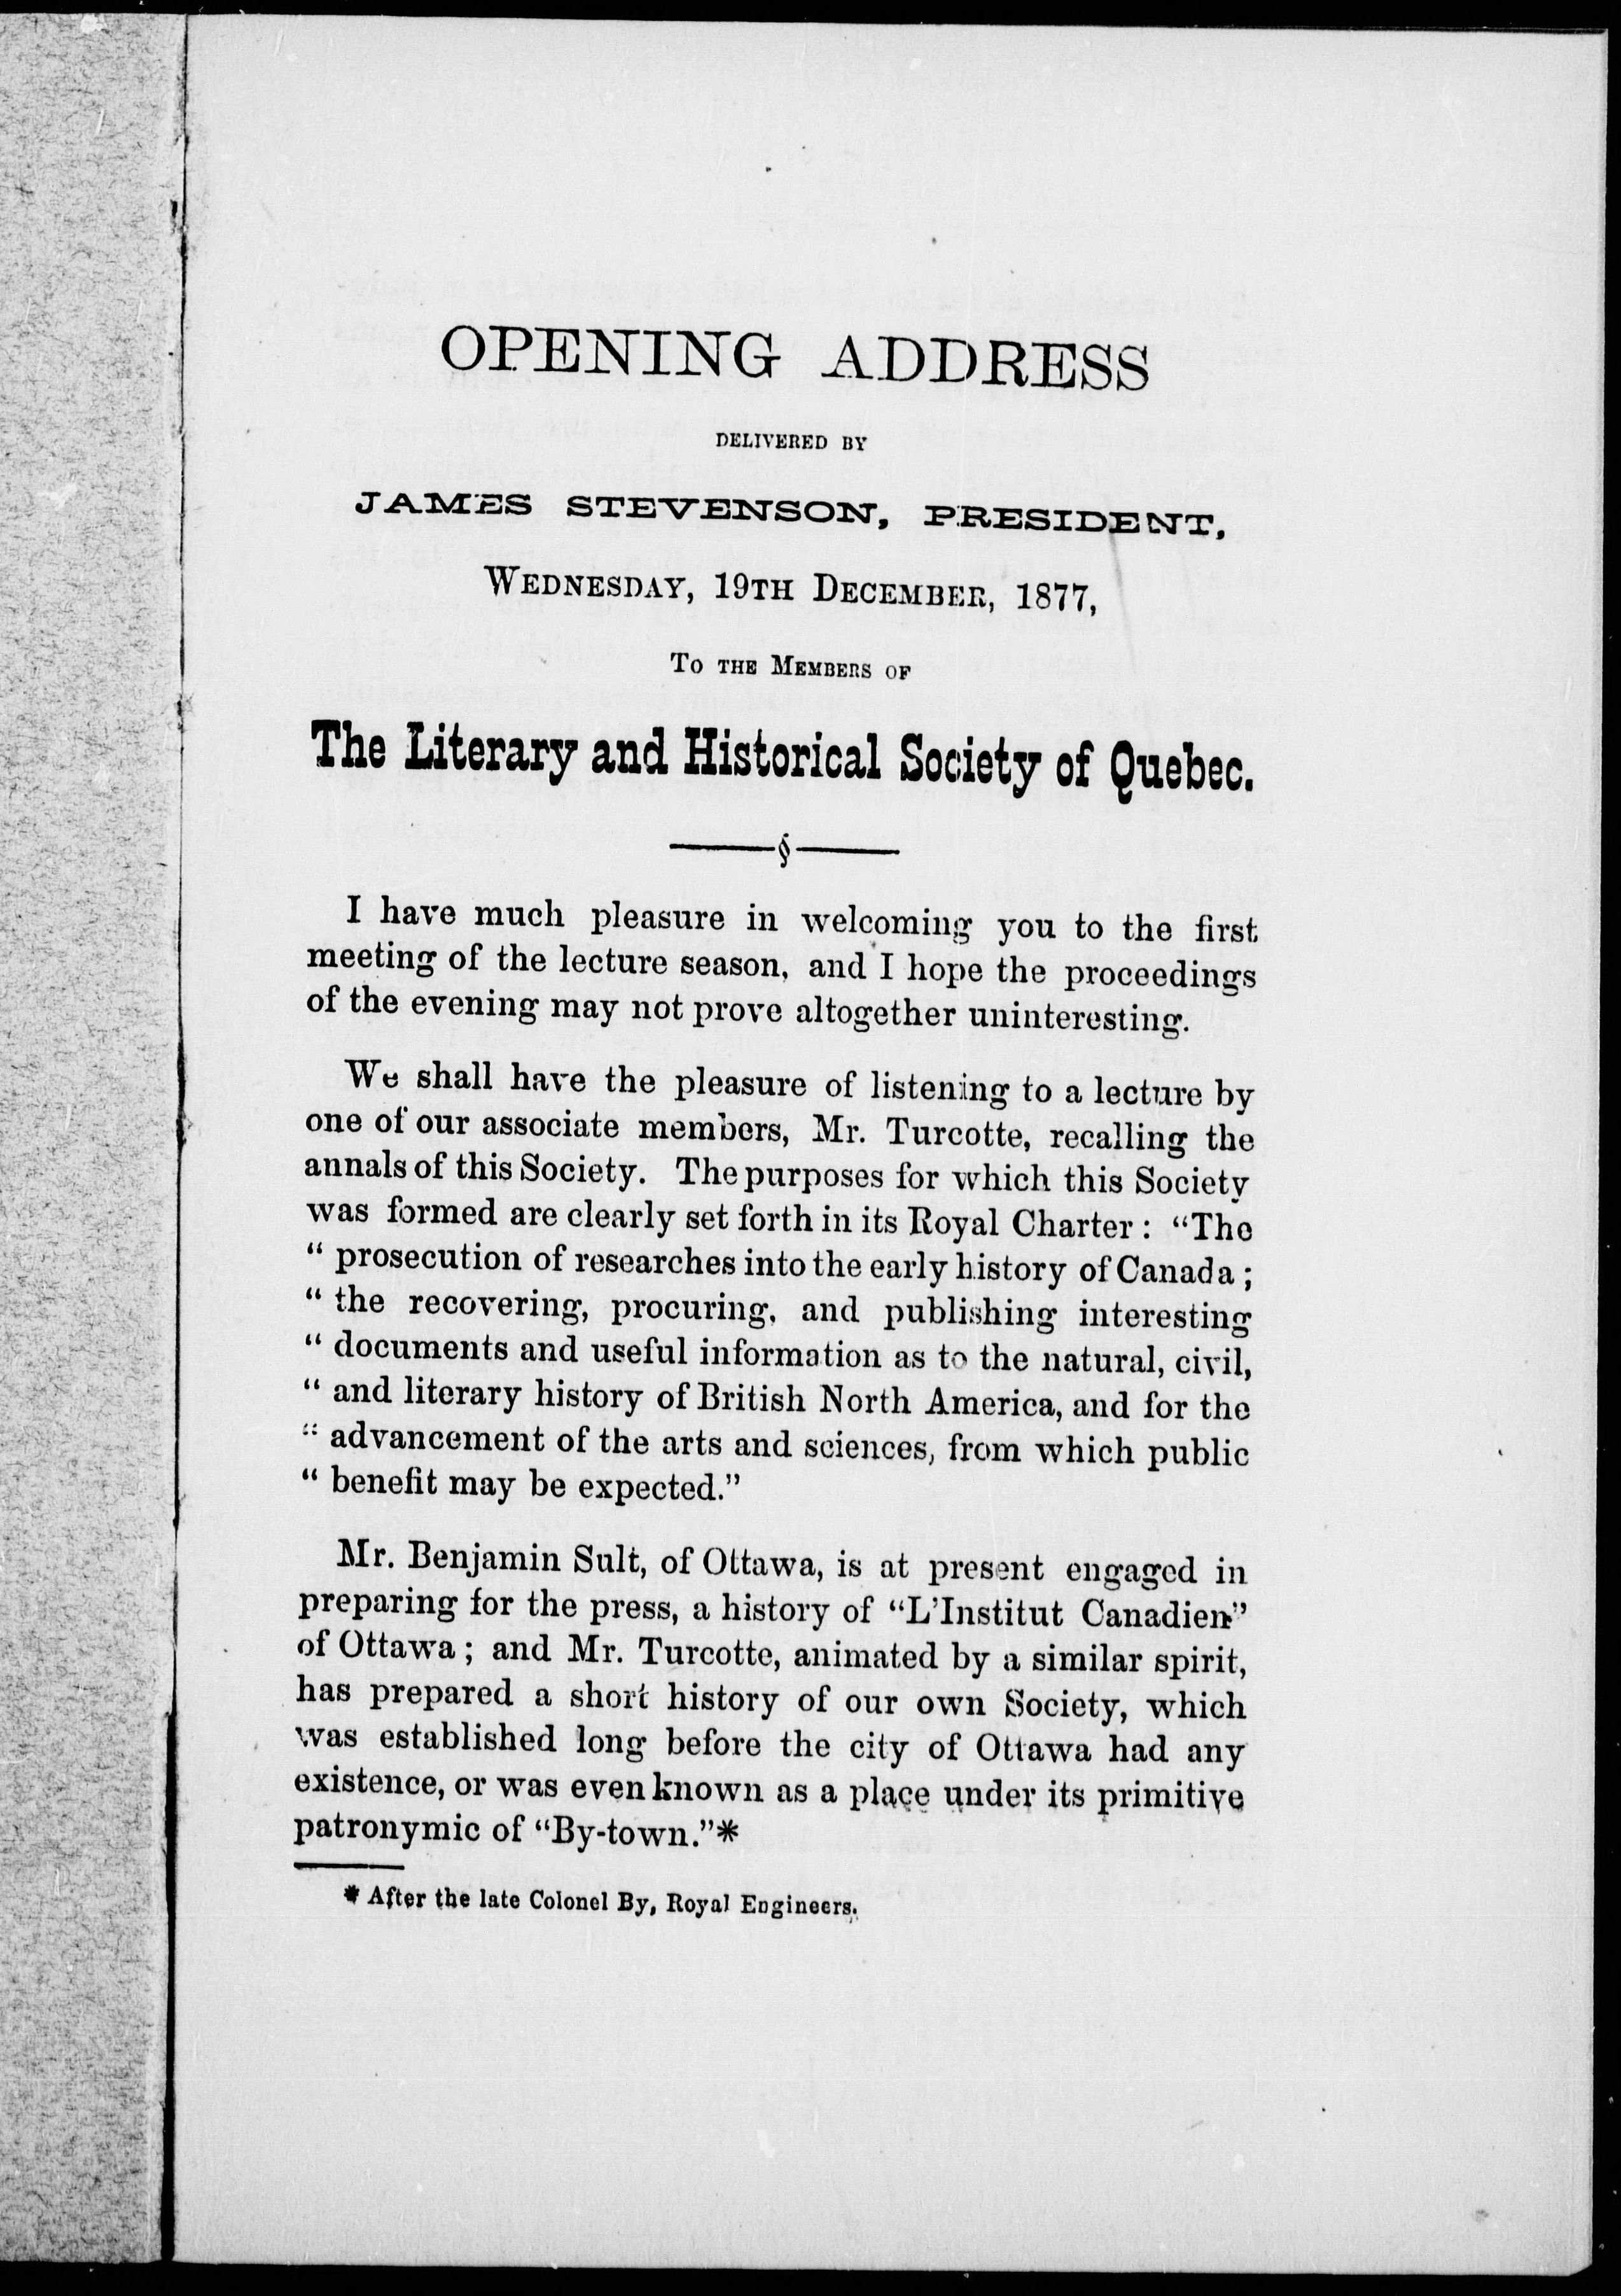 OPENING ADDRESS
DELIVERED BY
JAMES STEVENSON, PRESIDENT,
WEDNESDAY, 19TH DECEMBER, 1877,
TO THE MEMBERS OF
The Literary and Historical Society of Quebec.
§
I have much pleasure in welcoming you to the first
meeting of the lecture season, and I hope the proceedings
of the evening may not prove altogether uninteresting.
We shall have the pleasure of listening to a lecture by
one of our associate members, Mr. Turcotte, recalling the
annals of this Society. The purposes for which this Society
was formed are clearly set forth in its Royal Charter: "The
" prosecution of researches into the early history of Canada;
" the recovering, procuring, and publishing interesting
" documents and useful information as to the natural, civil,
" and literary history of British North America, and for the
" advancement of the arts and sciences, from which public
" benefit may be expected."
Mr. Benjamin Sult, of Ottawa, is at present engaged in
preparing for the press, a history of "L'Institut Canadien"
of Ottawa; and Mr. Turcotte, animated by a similar spirit,
has prepared a short history of our own Society, which
was established long before the city of Ottawa had any
existence, or was even known as a place under its primitive
patronymic of "By-town."*
* After the late Colonel By, Royal Engineers.